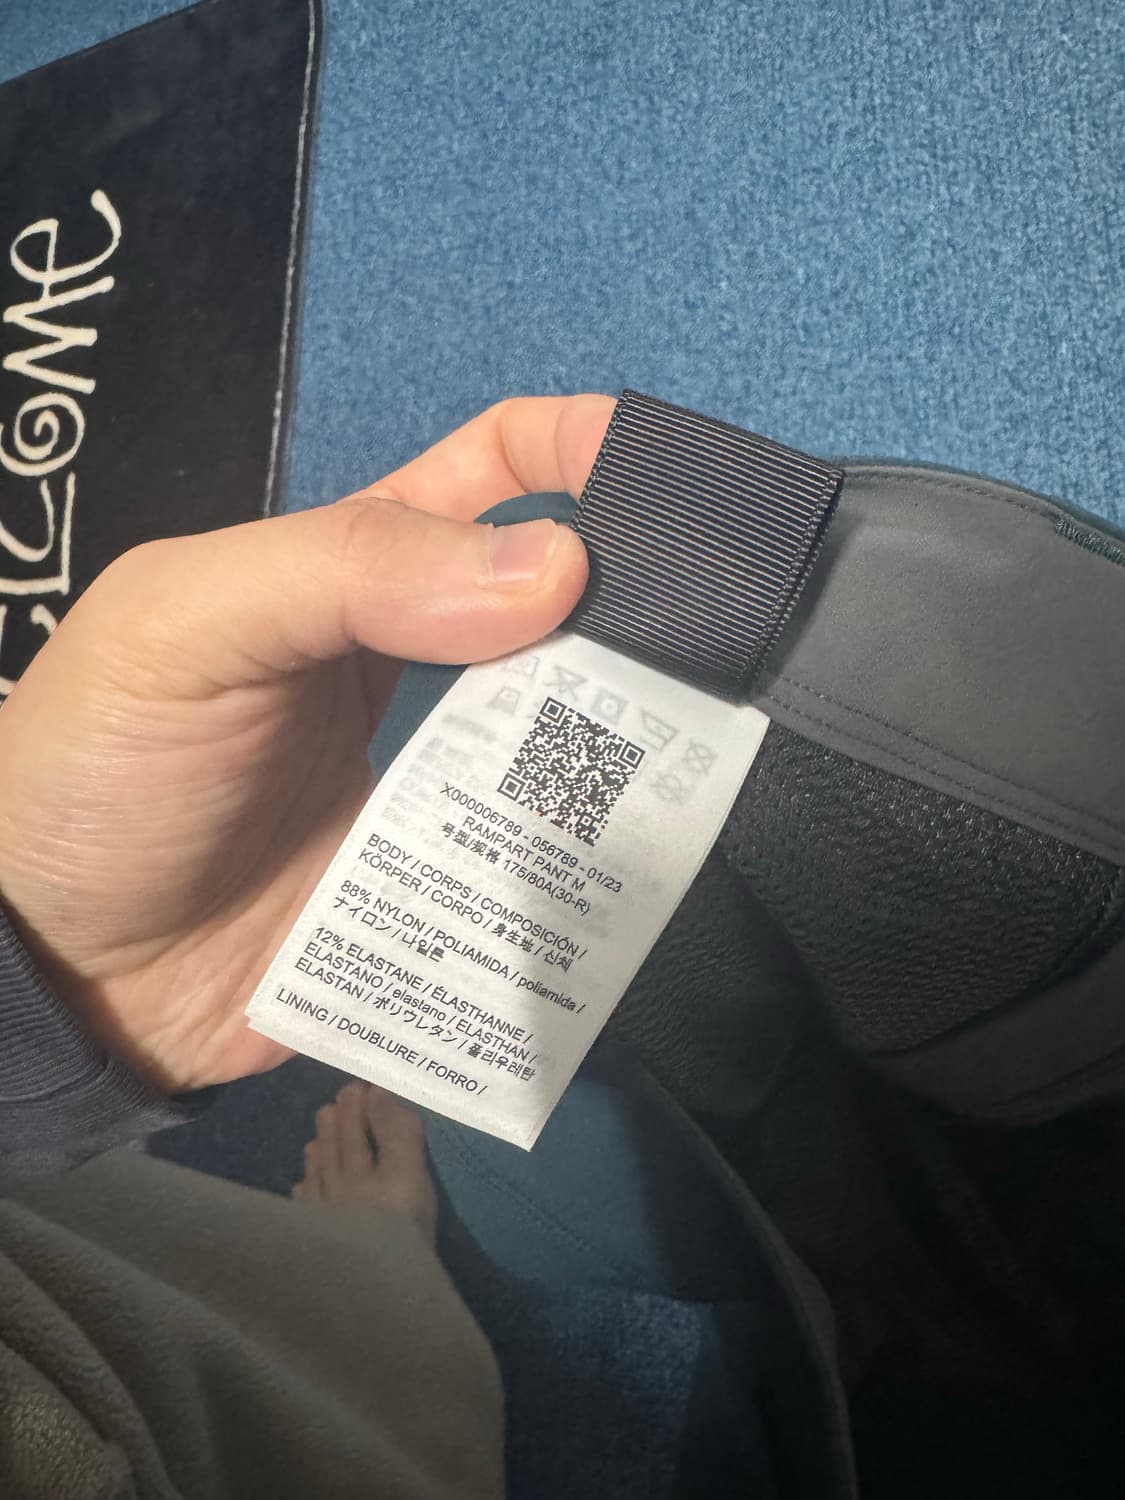 ELCOME
X000006789 - 056789 - 01/23
RAMPART PANT M
号型/规格 175/80A(30-R)
BODY / CORPS / COMPOSICIÓN /
KÖRPER / CORPO / 身生地 / 신체
88% NYLON / POLIAMIDA / poliamida /
ナイロン / 나일론
12% ELASTANE / ÉLASTHANNE /
ELASTANO / elastano / ELASTHAN /
ELASTAN / ポリウレタン / 폴리우레탄
LINING / DOUBLURE / FORRO /